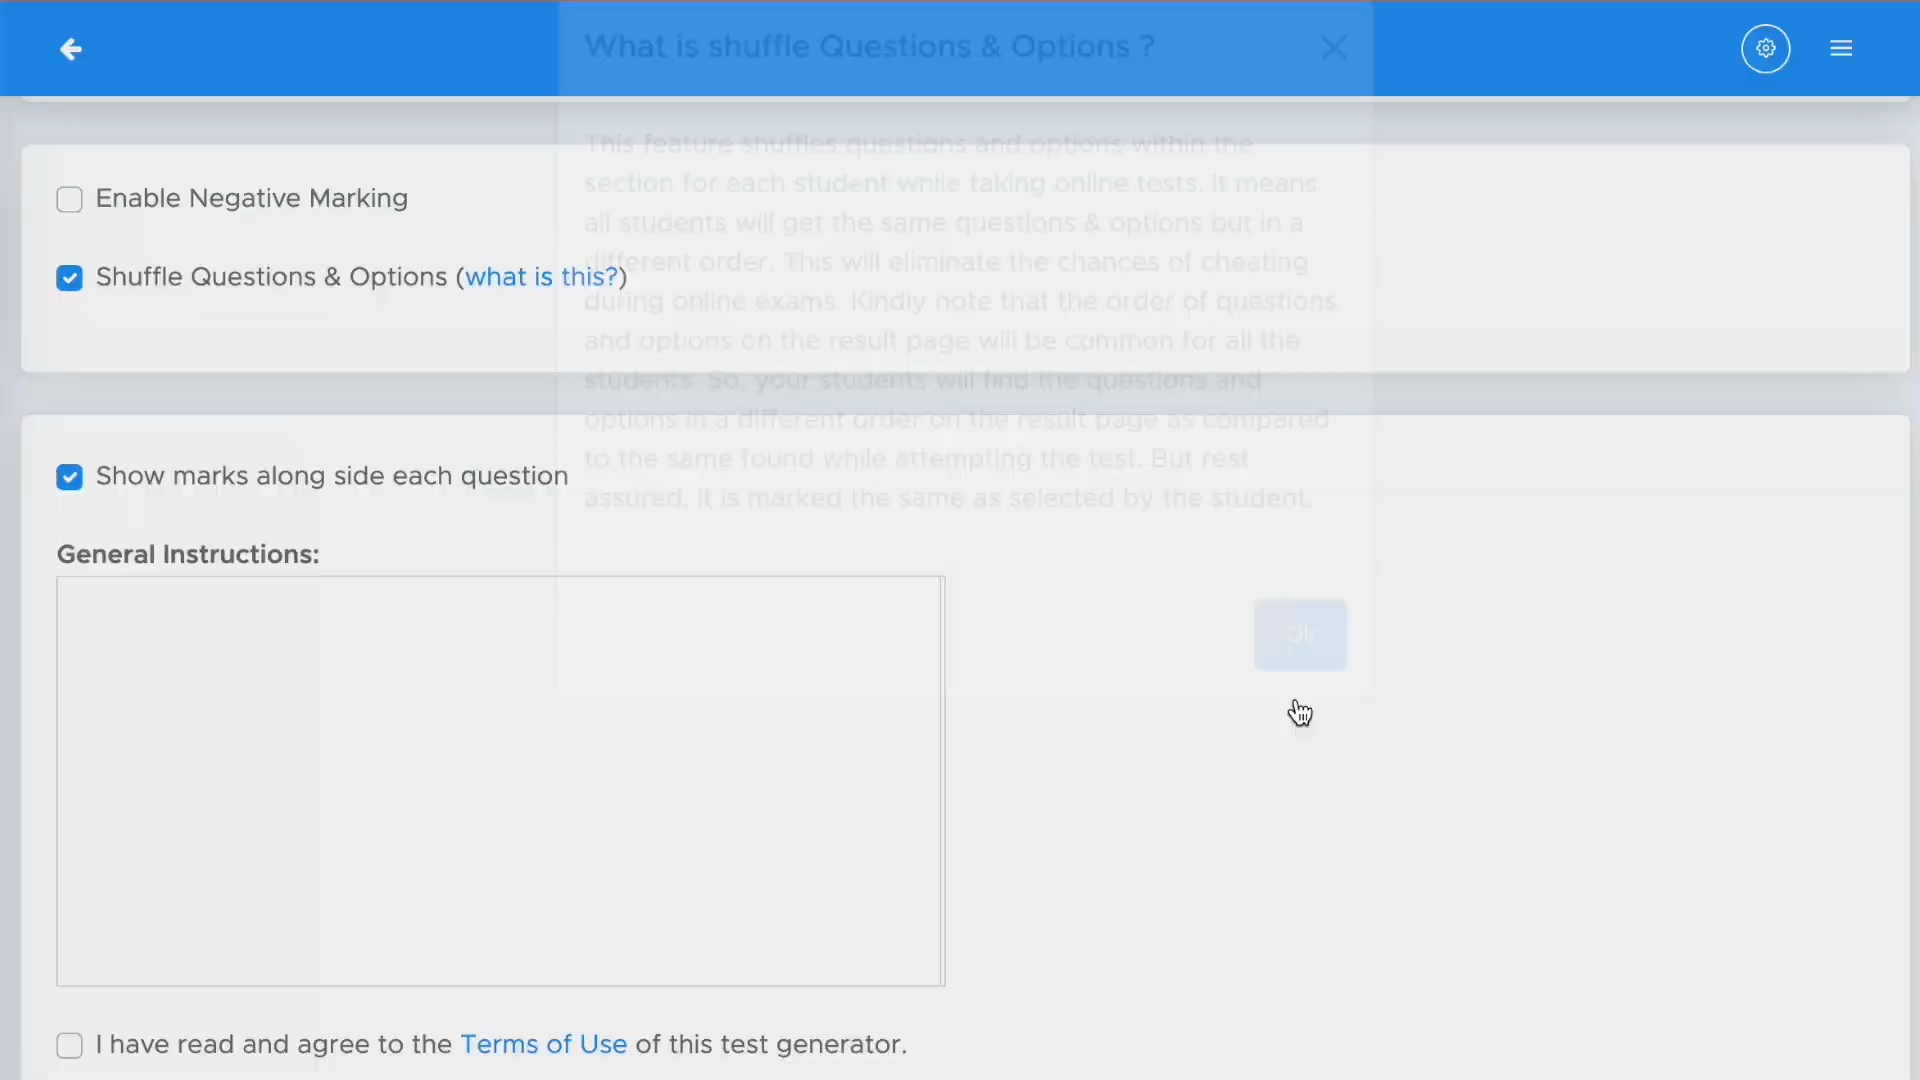 What is shuffle Questions & Options ?
This feature shuffles questions and options within the
section for each student while taking online tests. It means
all students will get the same questions & options but in a
different order. This will eliminate the chances of cheating
during online exams. Kindly note that the order of questions
and options on the result page will be common for all the
students. So, your students will find the questions and
options in a different order on the result page as compared
to the same found while attempting the test. But rest
assured, It is marked the same as selected by the student.
Ok
Enable Negative Marking
Shuffle Questions & Options (what is this?)
Show marks along side each question
General Instructions:
I have read and agree to the Terms of Use of this test generator.